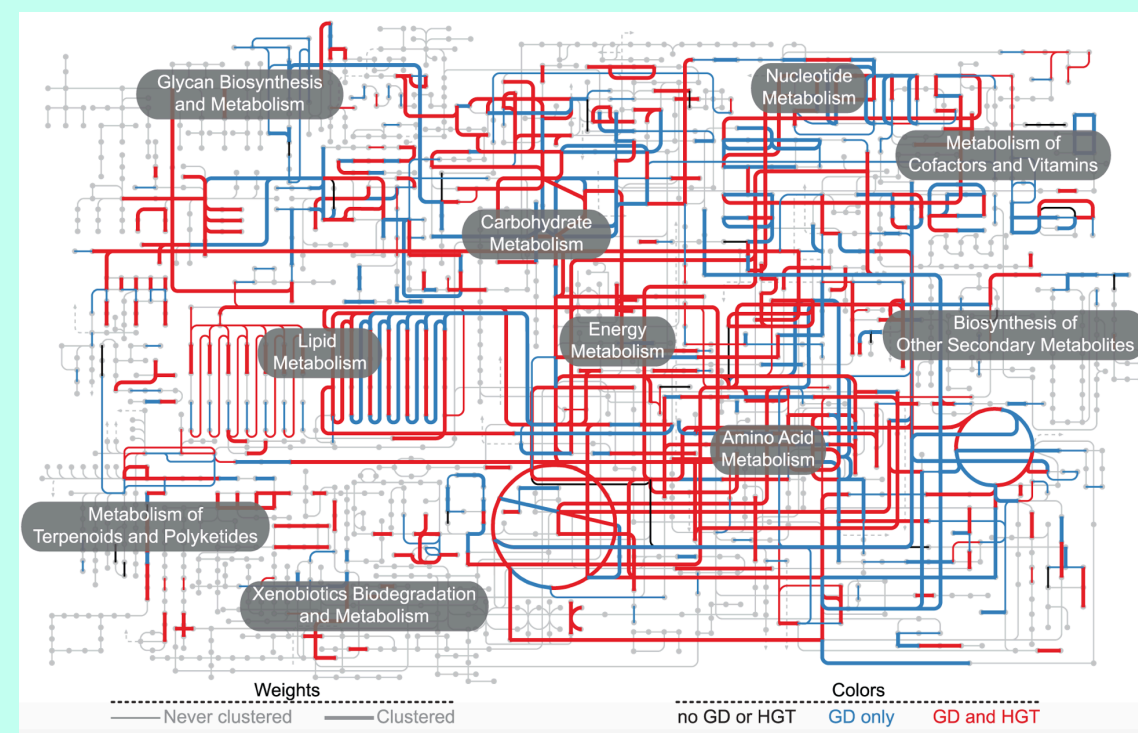 Glycan Biosynthesis
and Metabolism
Nucleotide
Metabolism
Metabolism of
Cofactors and Vitamins
Carbohydrate
Metabolism
Lipid
Metabolism
Energy
Metabolism
Biosynthesis of
Other Secondary Metabolites
Amino Acid
Metabolism
Metabolism of
Terpenoids and Polyketides
Xenobiotics Biodegradation
and Metabolism
Weights
Never clustered
Clustered
Colors
no GD or HGT
GD only
GD and HGT